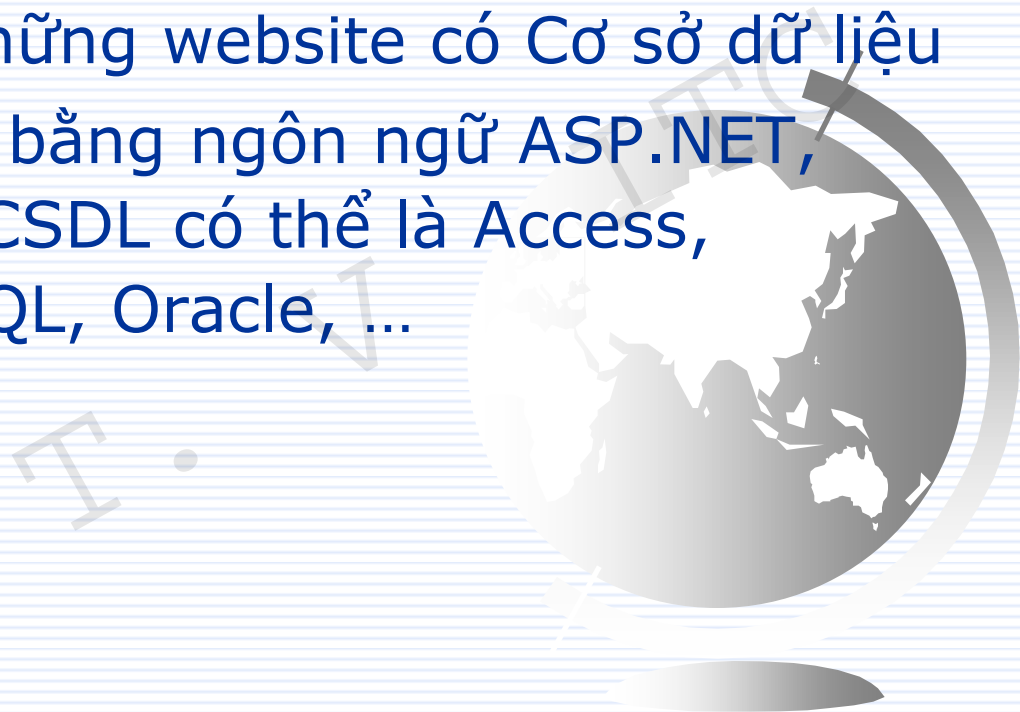 hững website có Cơ sở dữ liệu
bằng ngôn ngữ ASP.NET,
CSDL có thể là Access,
QL, Oracle, …
T. V ITC